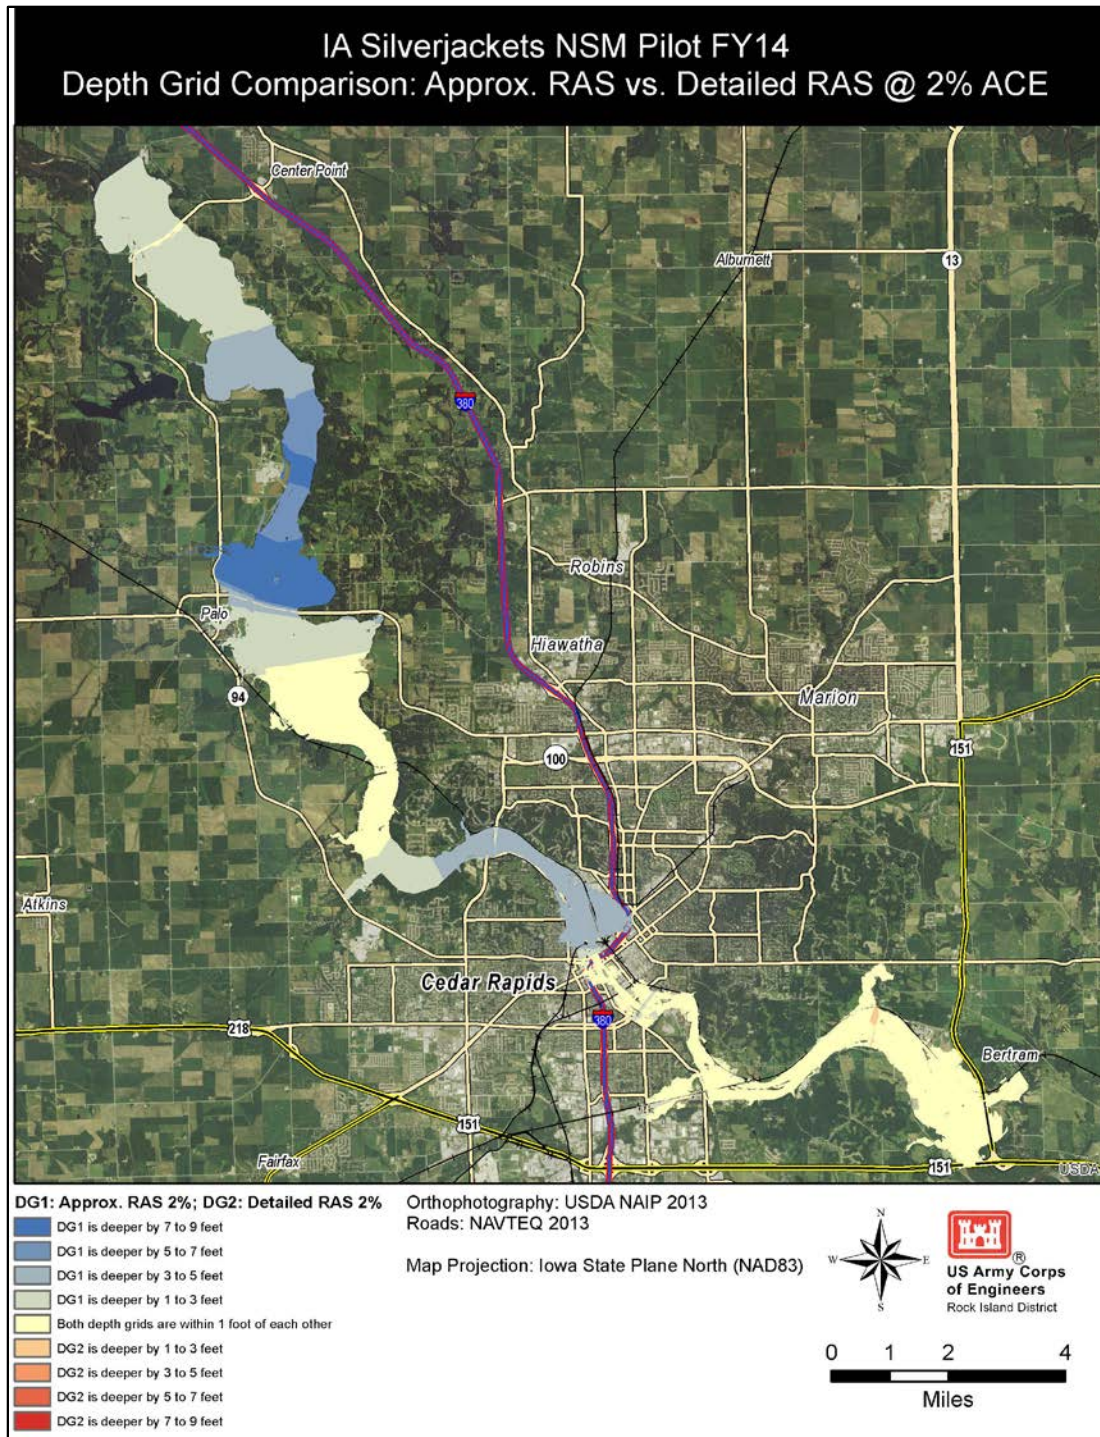 IA Silverjackets NSM Pilot FY14
Depth Grid Comparison: Approx. RAS vs. Detailed RAS @ 2% ACE
Center Point
Alburnett
13
380
Robins
Palo
Hiawatha
94
Marion
151
100
Atkins
Cedar Rapids
218
380
Bertram
151
Fairfax
151
USDA
DG1: Approx. RAS 2%; DG2: Detailed RAS 2%
DG1 is deeper by 7 to 9 feet
DG1 is deeper by 5 to 7 feet
DG1 is deeper by 3 to 5 feet
DG1 is deeper by 1 to 3 feet
Both depth grids are within 1 foot of each other
DG2 is deeper by 1 to 3 feet
DG2 is deeper by 3 to 5 feet
DG2 is deeper by 5 to 7 feet
DG2 is deeper by 7 to 9 feet
Orthophotography: USDA NAIP 2013
Roads: NAVTEQ 2013
Map Projection: Iowa State Plane North (NAD83)
N
W
E
S
®
US Army Corps
of Engineers
Rock Island District
0 1 2 4
Miles